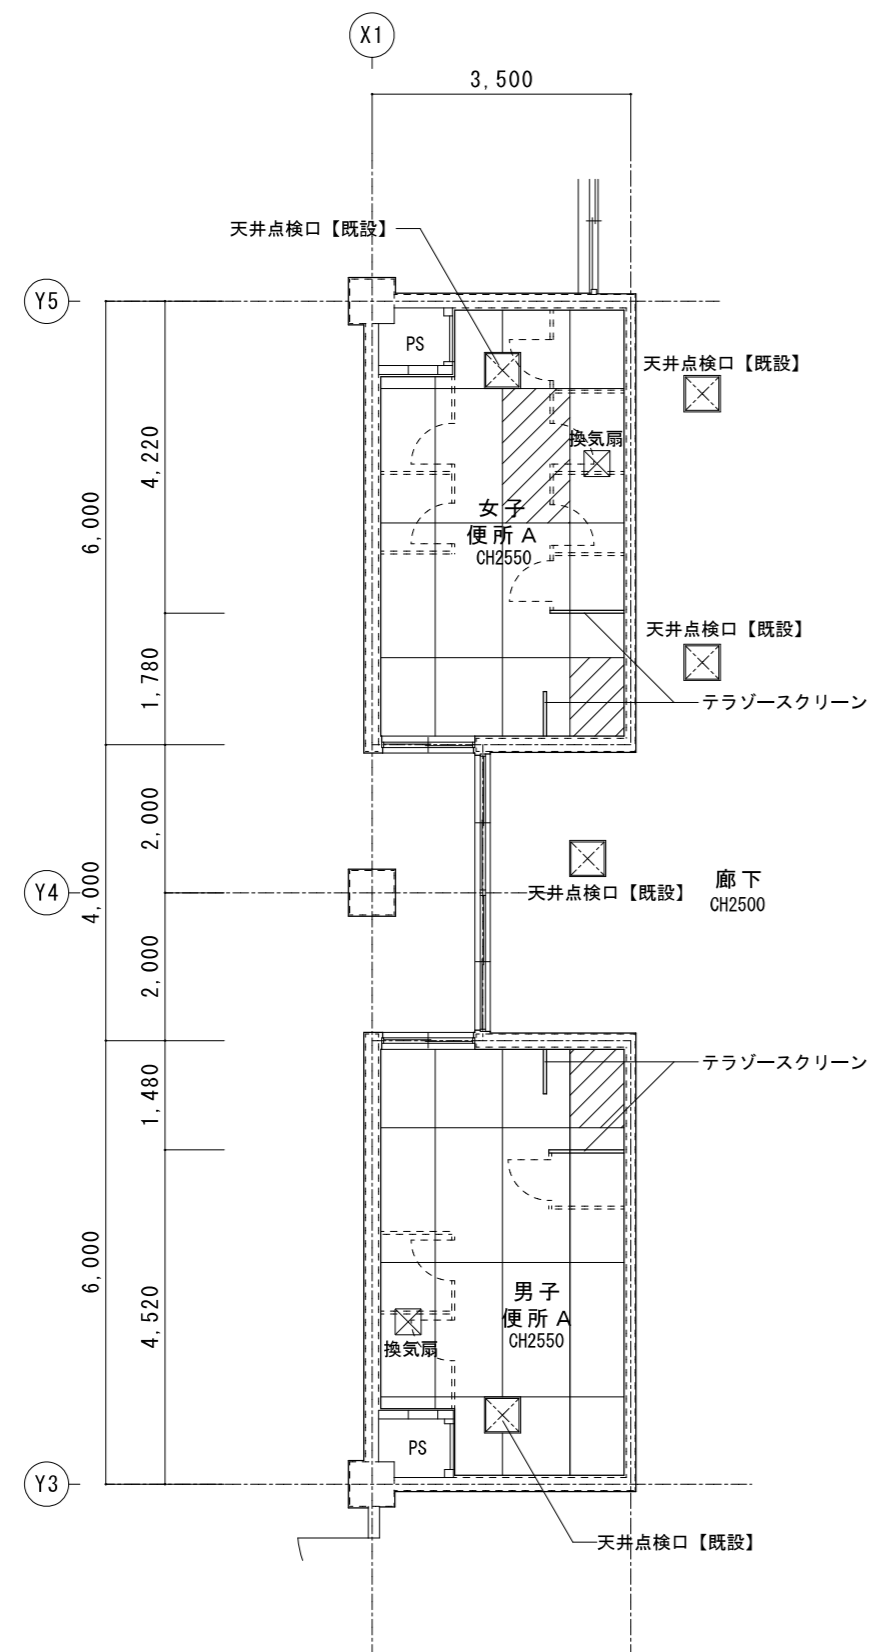 X1
3,500
天井点検口【既設】
Y5
PS
天井点検口【既設】
4,220
換気扇
6,000
女子
便所A
CH2550
天井点検口【既設】
1,780
テラゾースクリーン
2,000
廊下
CH2500
Y4
4,000
天井点検口【既設】
2,000
テラゾースクリーン
1,480
6,000
男子
便所A
CH2550
4,520
換気扇
PS
Y3
天井点検口【既設】